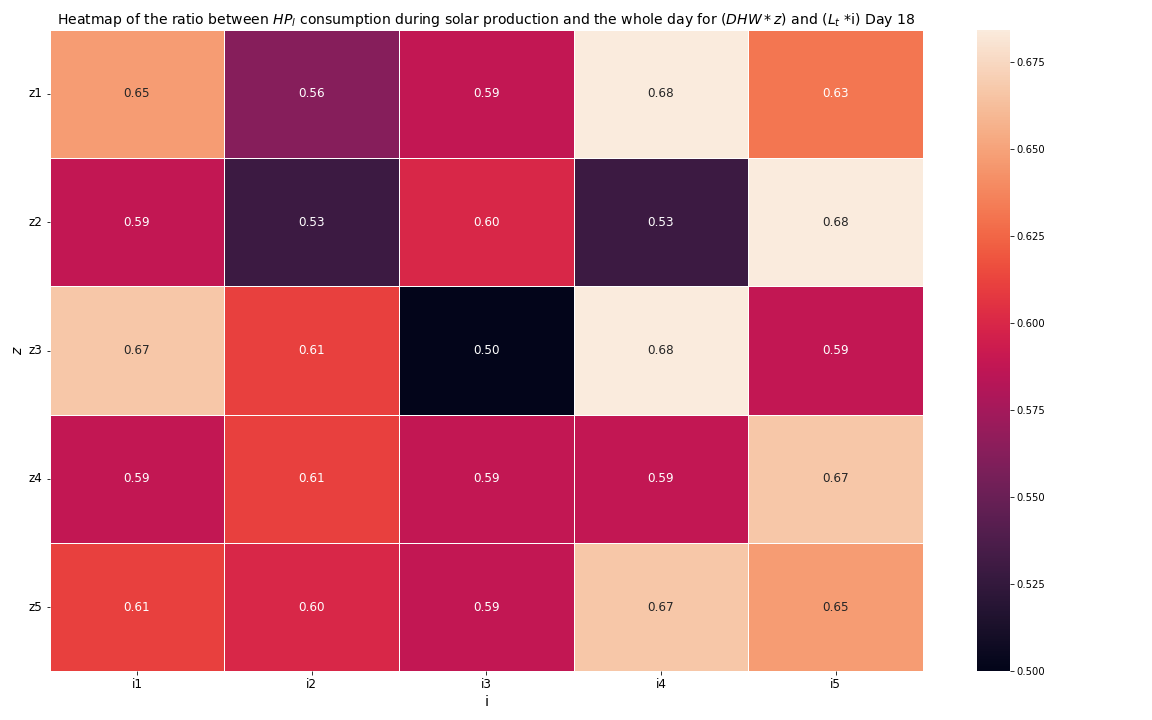 Heatmap of the ratio between HP_l consumption during solar production and the whole day for (DHW * z) and (L_t *i) Day 18
z1 0.65 0.56 0.59 0.68 0.63
z2 0.59 0.53 0.60 0.53 0.68
z3 0.67 0.61 0.50 0.68 0.59
z4 0.59 0.61 0.59 0.59 0.67
z5 0.61 0.60 0.59 0.67 0.65
z
i1 i2 i3 i4 i5
i
0.675
0.650
0.625
0.600
0.575
0.550
0.525
0.500